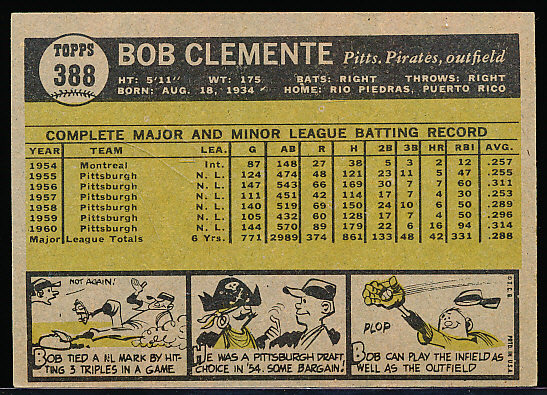 TOPPS
388
BOB CLEMENTE Pitts. Pirates, outfield
HT: 5'11" WT: 175 BATS: RIGHT THROWS: RIGHT
BORN: AUG. 18, 1934 HOME: RIO PIEDRAS, PUERTO RICO
COMPLETE MAJOR AND MINOR LEAGUE BATTING RECORD
YEAR TEAM LEA. G AB R H 2B 3B HR RBI AVG.
1954 Montreal Int. 87 148 27 38 5 3 2 12 .257
1955 Pittsburgh N. L. 124 474 48 121 23 11 5 47 .255
1956 Pittsburgh N. L. 147 543 66 169 30 7 7 60 .311
1957 Pittsburgh N. L. 111 451 42 114 17 7 4 30 .253
1958 Pittsburgh N. L. 140 519 69 150 24 10 6 50 .289
1959 Pittsburgh N. L. 105 432 60 128 17 7 4 50 .296
1960 Pittsburgh N. L. 144 570 89 179 22 6 16 94 .314
Major League Totals 6 Yrs. 771 2989 374 861 133 48 42 331 .288
NOT AGAIN!
BOB TIED A N.L MARK BY HIT-
TING 3 TRIPLES IN A GAME
HE WAS A PITTSBURGH DRAFT
CHOICE IN '54. SOME BARGAIN!
PLOP
BOB CAN PLAY THE INFIELD AS
WELL AS THE OUTFIELD
©T.C.G.
PRTD. IN U.S.A.